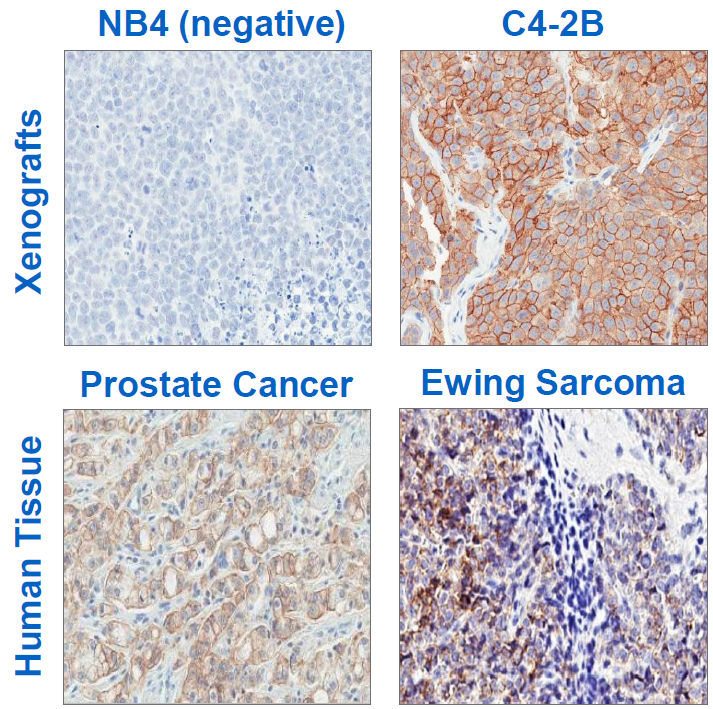 NB4 (negative)
C4-2B
Xenografts
Prostate Cancer
Ewing Sarcoma
Human Tissue